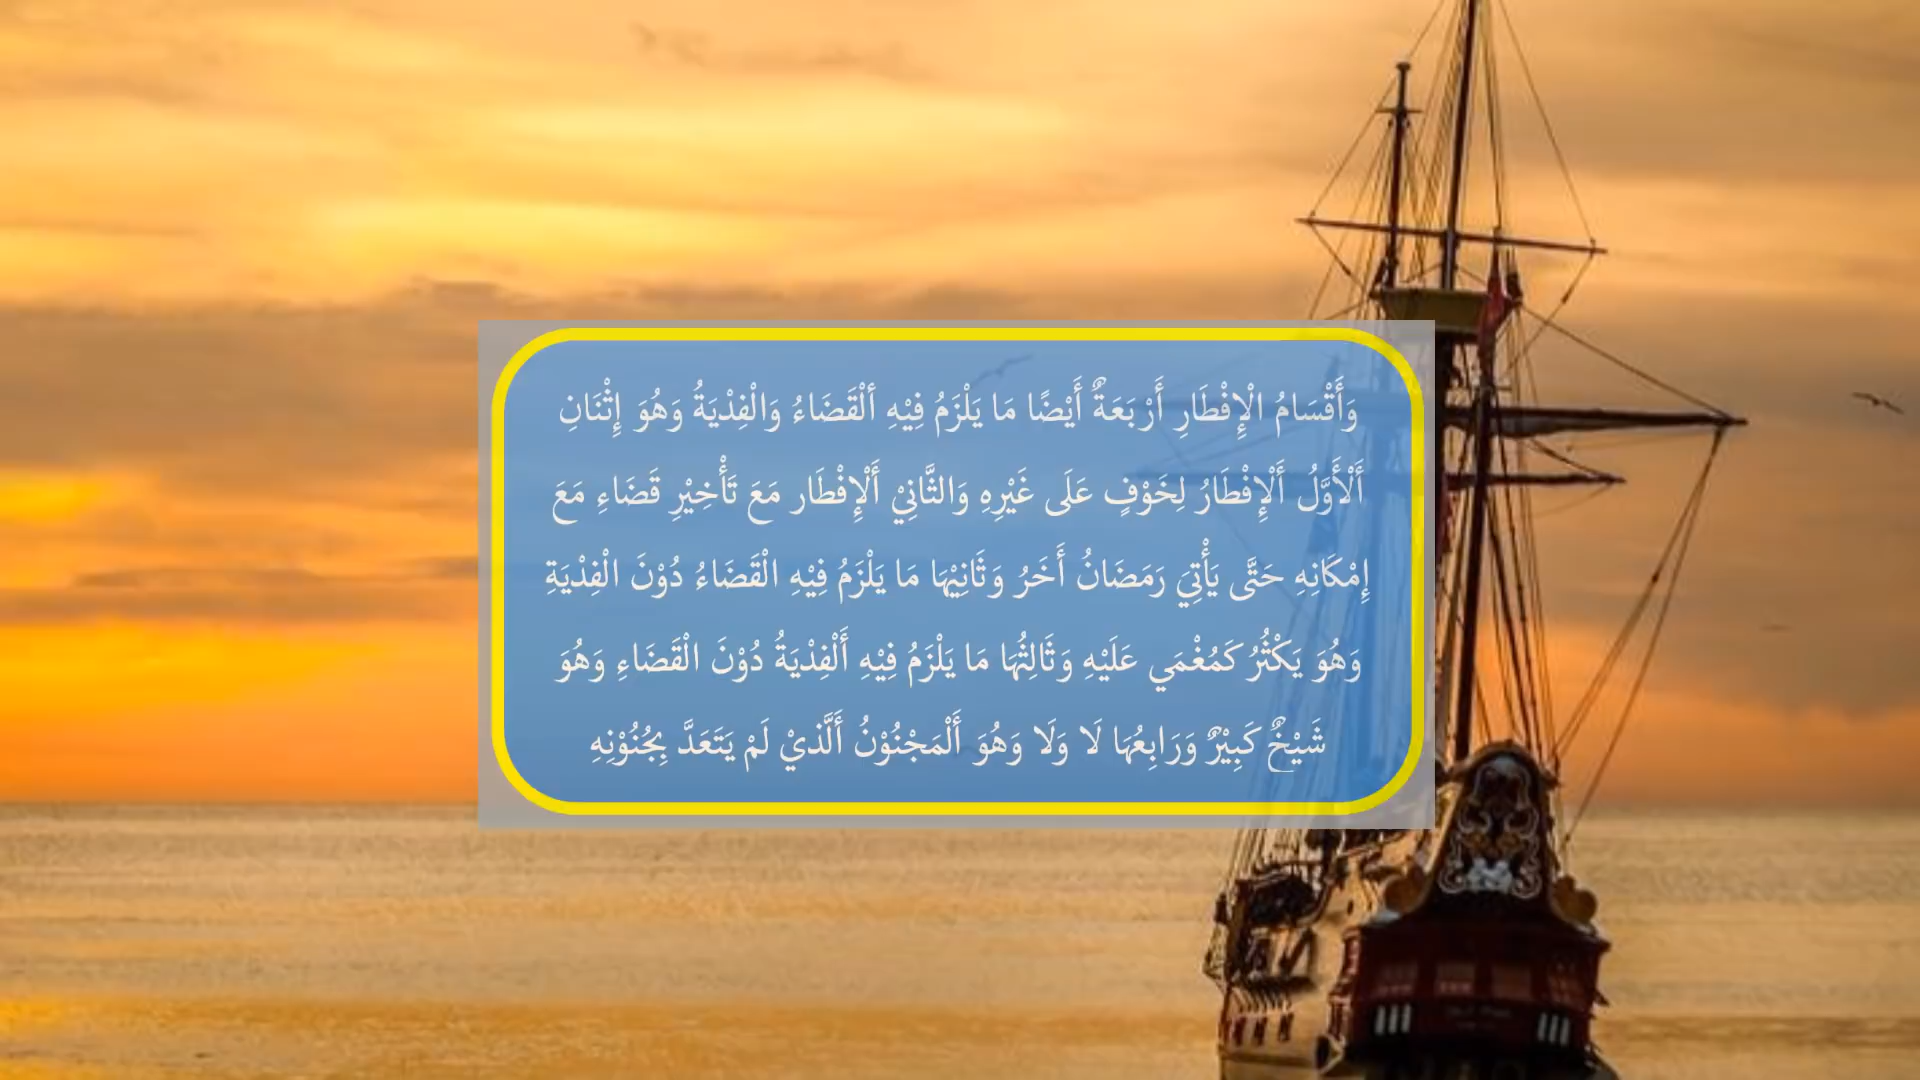 وَأَقْسَامُ الْإِفْطَارِ أَرْبَعَةٌ أَيْضًا مَا يَلْزَمُ فِيْهِ أَلْقَضَاءُ وَالْفِدْيَةُ وَهُوَ إِثْنَانِ
أَلْأَوَّلُ أَلْإِفْطَارُ لِخَوْفٍ عَلَى غَيْرِهِ وَالثَّانِيْ أَلْإِفْطَار مَعَ تَأْخِيْرِ قَضَاءِ مَعَ
إِمْكَانِهِ حَتَّى يَأْتِيَ رَمَضَانُ أَخَرُ وَثَانِيْهَا مَا يَلْزَمُ فِيْهِ الْقَضَاءُ دُوْنَ الْفِدْيَةِ
وَهُوَ يَكْثُرُ كَمُغْمَي عَلَيْهِ وَثَالِثُهَا مَا يَلْزَمُ فِيْهِ أَلْفِدْيَةُ دُوْنَ الْقَضَاءِ وَهُوَ
شَيْخٌ كَبِيْرٌ وَرَابِعُهَا لَا وَلَا وَهُوَ أَلْمَجْنُوْنُ أَلَّذيْ لَمْ يَتَعَدَّ بِجُنُوْنِهِ